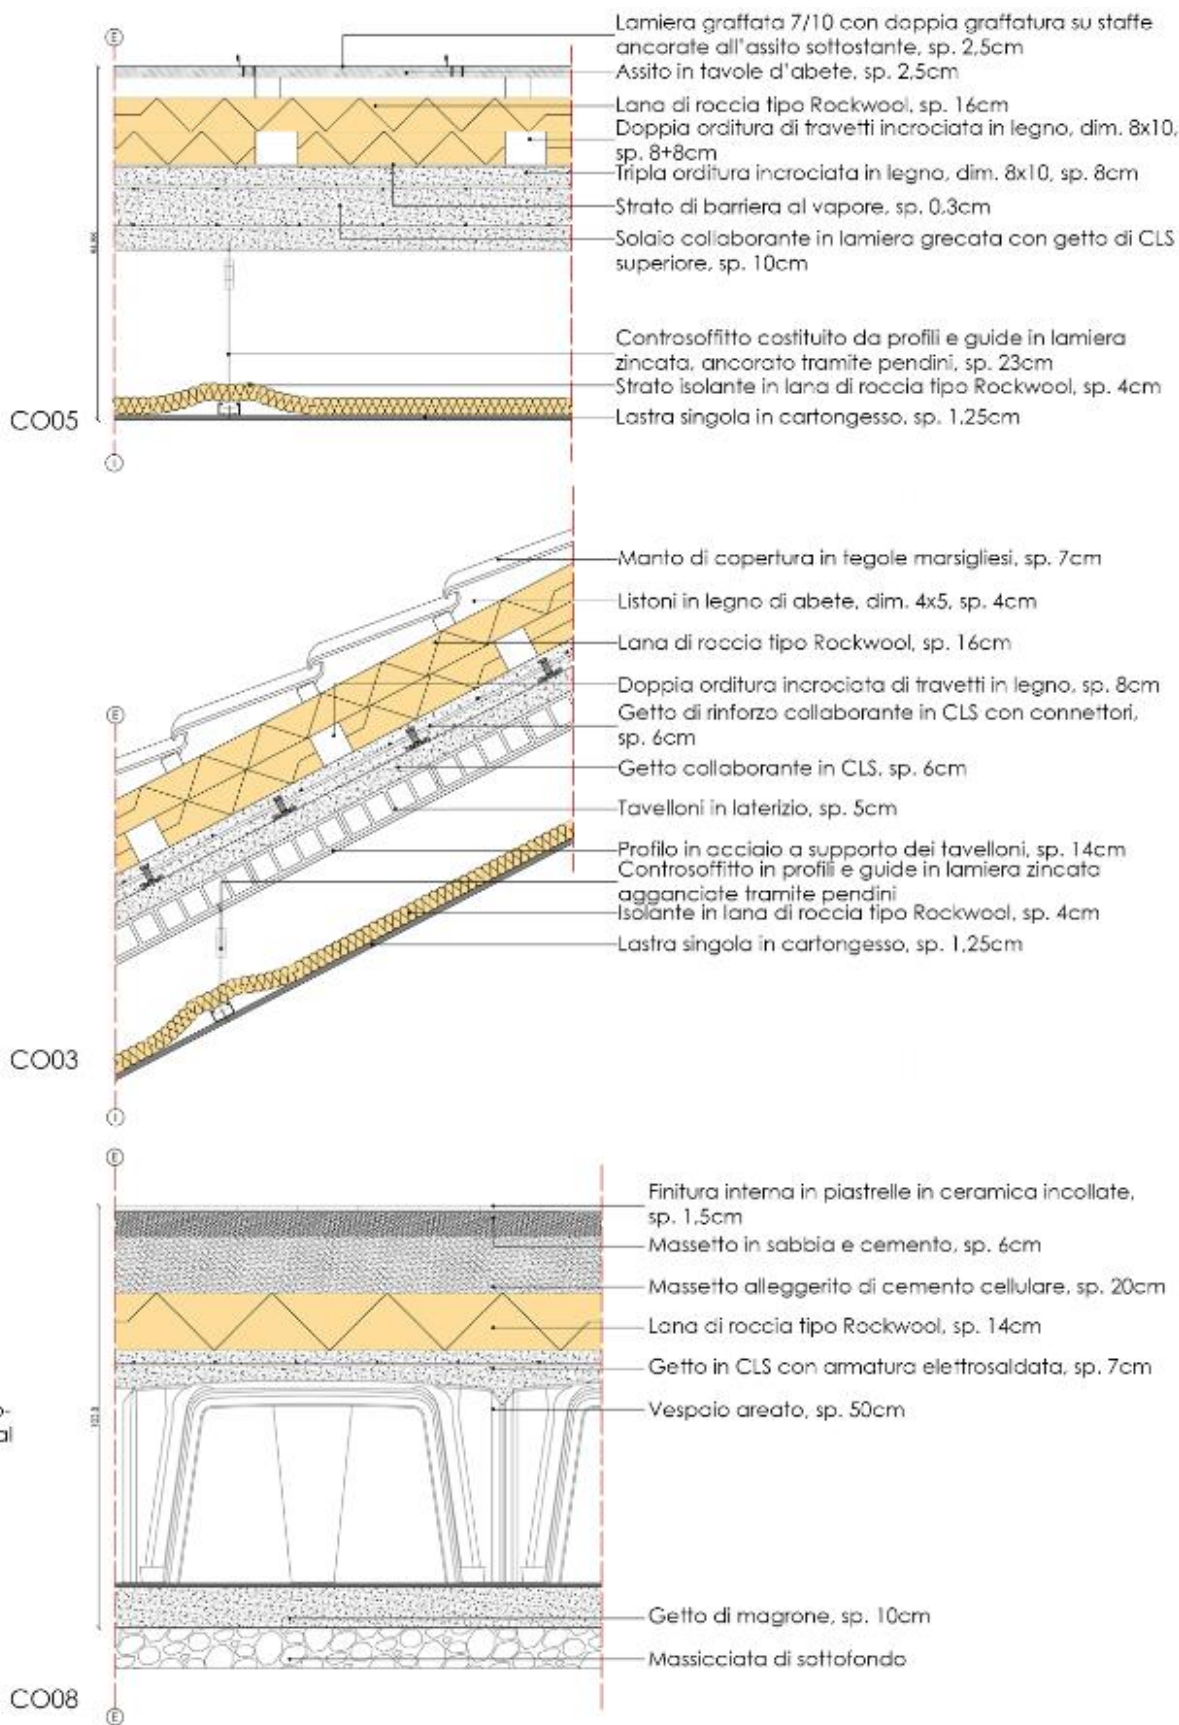 E
Lamiera graffata 7/10 con doppia graffatura su staffe
ancorate all'assito sottostante, sp. 2,5cm
Assito in tavole d'abete, sp. 2,5cm
Lana di roccia tipo Rockwool, sp. 16cm
Doppia orditura di travetti incrociata in legno, dim. 8x10,
sp. 8+8cm
Tripla orditura incrociata in legno, dim. 8x10, sp. 8cm
Strato di barriera al vapore, sp. 0,3cm
Solaio collaborante in lamiera grecata con getto di CLS
superiore, sp. 10cm
Controsoffitto costituito da profili e guide in lamiera
zincata, ancorato tramite pendini, sp. 23cm
Strato isolante in lana di roccia tipo Rockwool, sp. 4cm
Lastra singola in cartongesso, sp. 1,25cm
CO05
I
Manto di copertura in tegole marsigliesi, sp. 7cm
Listoni in legno di abete, dim. 4x5, sp. 4cm
Lana di roccia tipo Rockwool, sp. 16cm
Doppia orditura incrociata di travetti in legno, sp. 8cm
E
Getto di rinforzo collaborante in CLS con connettori,
sp. 6cm
Getto collaborante in CLS, sp. 6cm
Tavelloni in laterizio, sp. 5cm
Profilo in acciaio a supporto dei tavelloni, sp. 14cm
Controsoffitto in profili e guide in lamiera zincata
agganciate tramite pendini
Isolante in lana di roccia tipo Rockwool, sp. 4cm
Lastra singola in cartongesso, sp. 1,25cm
CO03
I
E
Finitura interna in piastrelle in ceramica incollate,
sp. 1,5cm
Massetto in sabbia e cemento, sp. 6cm
Massetto alleggerito di cemento cellulare, sp. 20cm
Lana di roccia tipo Rockwool, sp. 14cm
Getto in CLS con armatura elettrosaldata, sp. 7cm
Vespaio areato, sp. 50cm
al
Getto di magrone, sp. 10cm
Massicciata di sottofondo
CO08
E